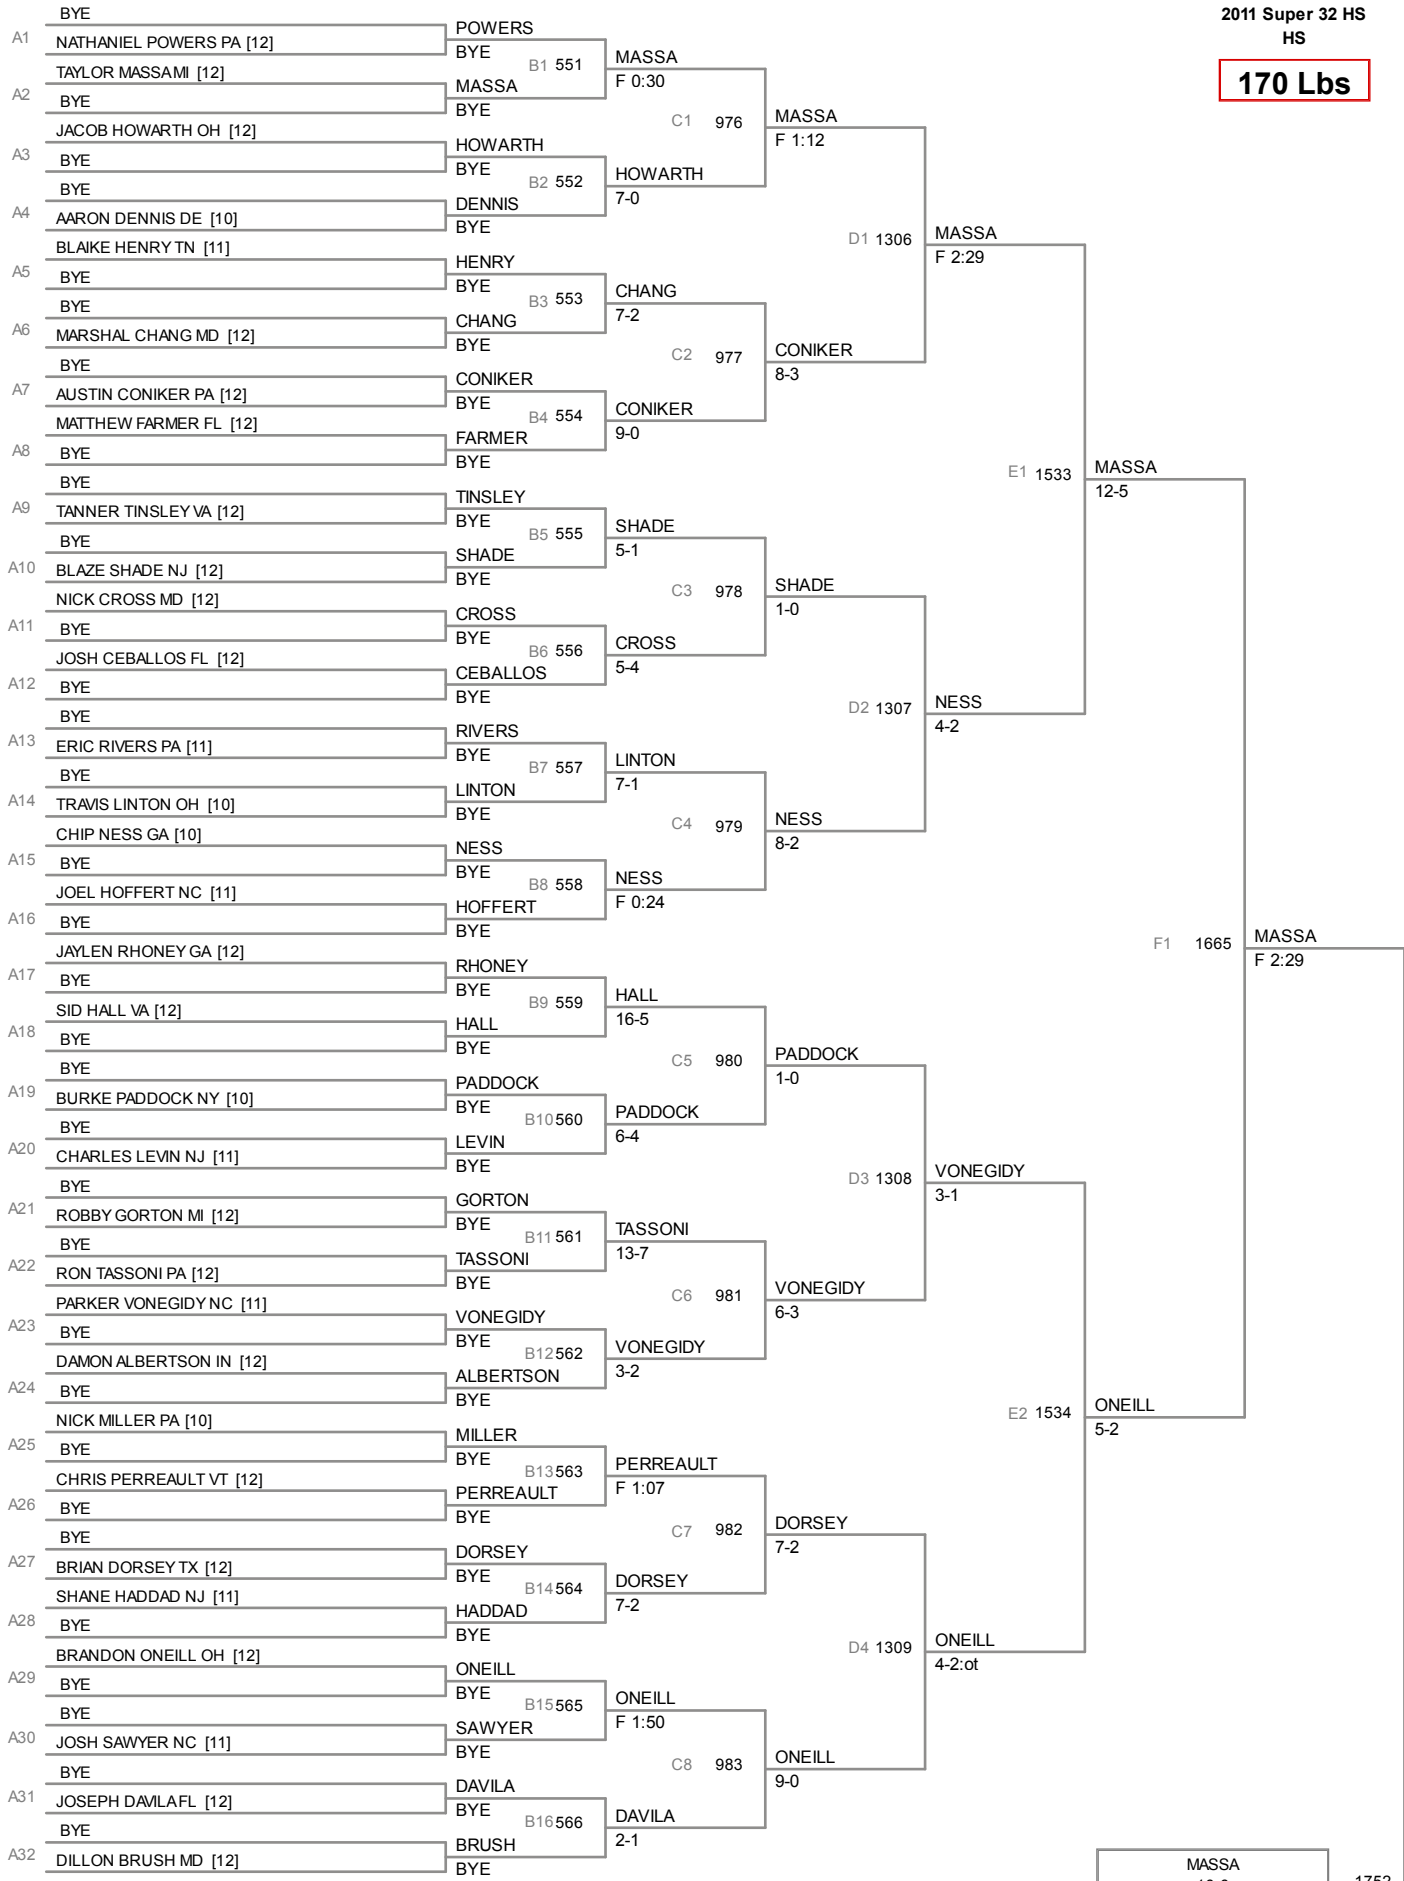 2011 Super 32 HS
HS
170 Lbs
BYE
A1
NATHANIEL POWERS PA [12]
TAYLOR MASSA MI [12]
A2
BYE
JACOB HOWARTH OH [12]
A3
BYE
BYE
A4
AARON DENNIS DE [10]
BLAIKE HENRY TN [11]
A5
BYE
BYE
A6
MARSHAL CHANG MD [12]
BYE
A7
AUSTIN CONIKER PA [12]
MATTHEW FARMER FL [12]
A8
BYE
BYE
A9
TANNER TINSLEY VA [12]
BYE
A10
BLAZE SHADE NJ [12]
NICK CROSS MD [12]
A11
BYE
JOSH CEBALLOS FL [12]
A12
BYE
BYE
A13
ERIC RIVERS PA [11]
BYE
A14
TRAVIS LINTON OH [10]
CHIP NESS GA [10]
A15
BYE
JOEL HOFFERT NC [11]
A16
BYE
JAYLEN RHONEY GA [12]
A17
BYE
SID HALL VA [12]
A18
BYE
BYE
A19
BURKE PADDOCK NY [10]
BYE
A20
CHARLES LEVIN NJ [11]
BYE
A21
ROBBY GORTON MI [12]
BYE
A22
RON TASSONI PA [12]
PARKER VONEGIDY NC [11]
A23
BYE
DAMON ALBERTSON IN [12]
A24
BYE
NICK MILLER PA [10]
A25
BYE
CHRIS PERREAULT VT [12]
A26
BYE
BYE
A27
BRIAN DORSEY TX [12]
SHANE HADDAD NJ [11]
A28
BYE
BRANDON ONEILL OH [12]
A29
BYE
BYE
A30
JOSH SAWYER NC [11]
BYE
A31
JOSEPH DAVILA FL [12]
BYE
A32
DILLON BRUSH MD [12]
POWERS
BYE
B1 551
MASSA
BYE
HOWARTH
BYE
B2 552
DENNIS
BYE
HENRY
BYE
B3 553
CHANG
BYE
CONIKER
BYE
B4 554
FARMER
BYE
TINSLEY
BYE
B5 555
SHADE
BYE
CROSS
BYE
B6 556
CEBALLOS
BYE
RIVERS
BYE
B7 557
LINTON
BYE
NESS
BYE
B8 558
HOFFERT
BYE
RHONEY
BYE
B9 559
HALL
BYE
PADDOCK
BYE
B10 560
LEVIN
BYE
GORTON
BYE
B11 561
TASSONI
BYE
VONEGIDY
BYE
B12 562
ALBERTSON
BYE
MILLER
BYE
B13 563
PERREAULT
BYE
DORSEY
BYE
B14 564
HADDAD
BYE
ONEILL
BYE
B15 565
SAWYER
BYE
DAVILA
BYE
B16 566
BRUSH
BYE
MASSA
F 0:30
C1 976
HOWARTH
7-0
CHANG
7-2
C2 977
CONIKER
9-0
SHADE
5-1
C3 978
CROSS
5-4
LINTON
7-1
C4 979
NESS
F 0:24
HALL
16-5
C5 980
PADDOCK
6-4
TASSONI
13-7
C6 981
VONEGIDY
3-2
PERREAULT
F 1:07
C7 982
DORSEY
7-2
ONEILL
F 1:50
C8 983
DAVILA
2-1
MASSA
F 1:12
D1 1306
CONIKER
8-3
SHADE
1-0
D2 1307
NESS
8-2
PADDOCK
1-0
D3 1308
VONEGIDY
6-3
DORSEY
7-2
D4 1309
ONEILL
9-0
MASSA
F 2:29
E1 1533
NESS
4-2
VONEGIDY
3-1
E2 1534
ONEILL
4-2:ot
MASSA
12-5
F1 1665
ONEILL
5-2
MASSA
F 2:29
MASSA
1752